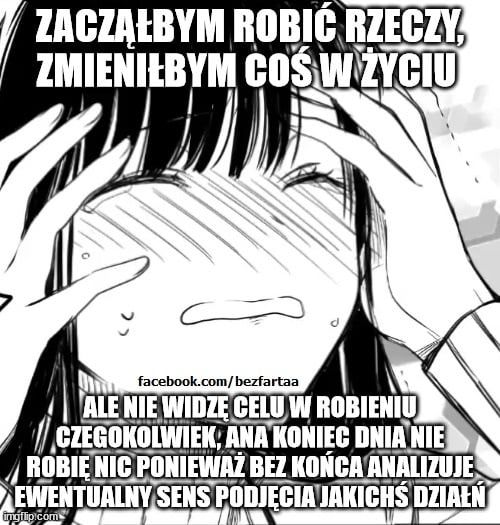 ZACZĄŁBYM ROBIĆ RZECZY,
ZMIENIŁBYM COŚ W ŻYCIU
facebook.com/bezfartaa
ALE NIE WIDZĘ CELU W ROBIENIU
CZEGOKOLWIEK, ANA KONIEC DNIA NIE
ROBIĘ NIC PONIEWAŻ BEZ KOŃCA ANALIZUJE
EWENTUALNY SENS PODJĘCIA JAKICHŚ DZIAŁŃ
imgflip.com